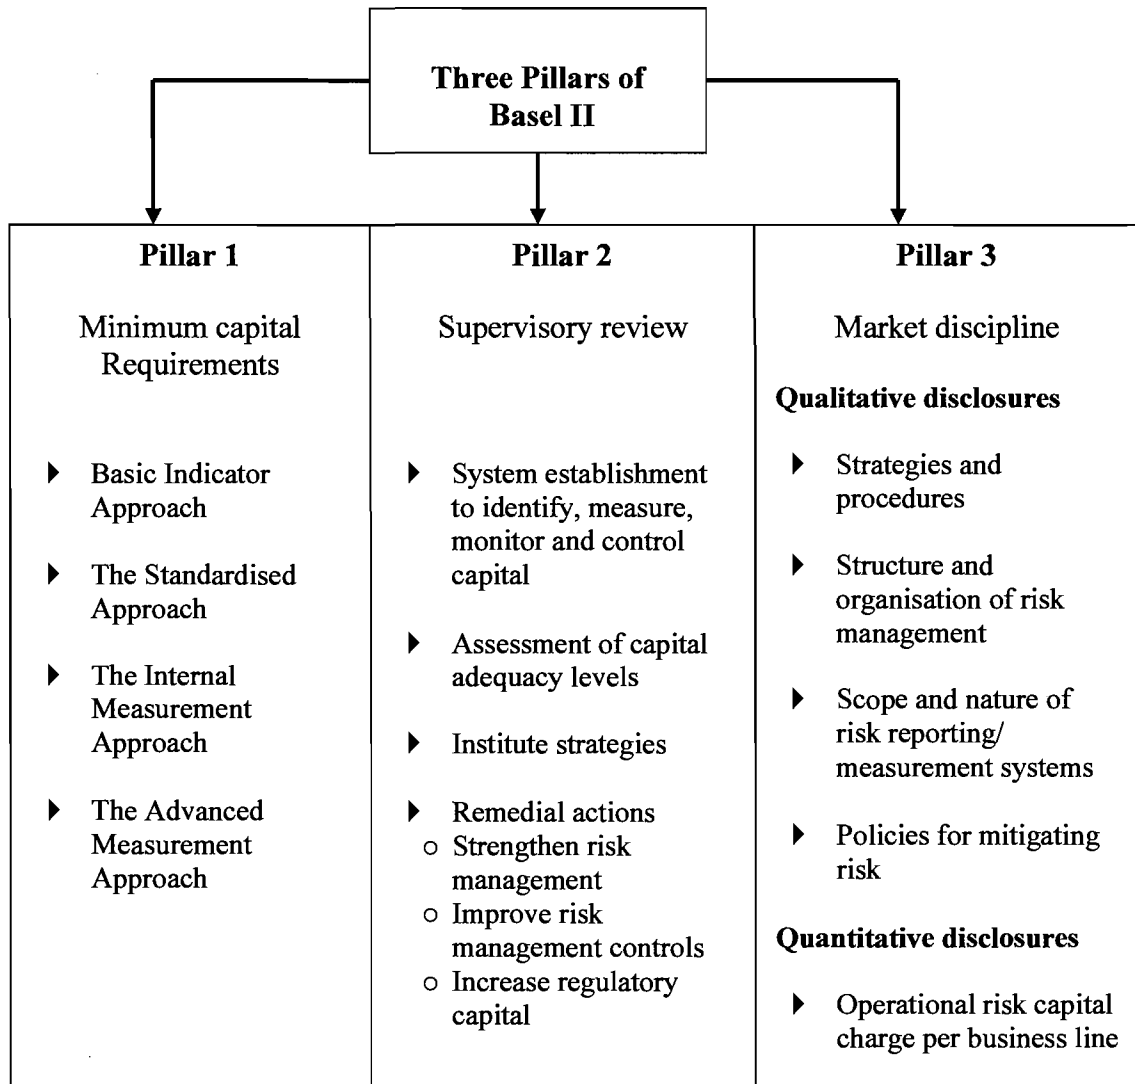 Three Pillars of
Basel II
Pillar 1
Minimum capital
Requirements
Basic Indicator
Approach
The Standardised
Approach
The Internal
Measurement
Approach
The Advanced
Measurement
Approach
Pillar 2
Supervisory review
System establishment
to identify, measure,
monitor and control
capital
Assessment of capital
adequacy levels
Institute strategies
Remedial actions
Strengthen risk
management
Improve risk
management controls
Increase regulatory
capital
Pillar 3
Market discipline
Qualitative disclosures
Strategies and
procedures
Structure and
organisation of risk
management
Scope and nature of
risk reporting/
measurement systems
Policies for mitigating
risk
Quantitative disclosures
Operational risk capital
charge per business line